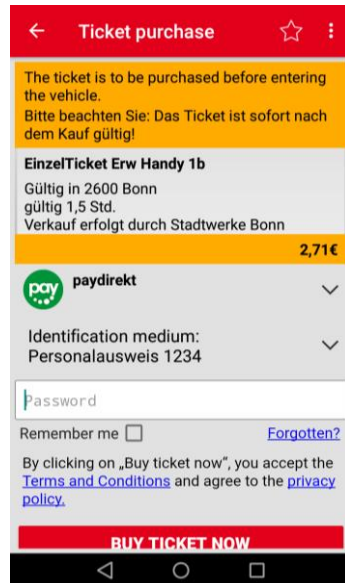 Ticket purchase
The ticket is to be purchased before entering
the vehicle.
Bitte beachten Sie: Das Ticket ist sofort nach
dem Kauf gültig!
EinzelTicket Erw Handy 1b
Gültig in 2600 Bonn
gültig 1,5 Std.
Verkauf erfolgt durch Stadtwerke Bonn
2,71€
pay
paydirekt
Identification medium:
Personalausweis 1234
Password
Remember me
Forgotten?
By clicking on „Buy ticket now“, you accept the
Terms and Conditions and agree to the privacy
policy.
BUY TICKET NOW